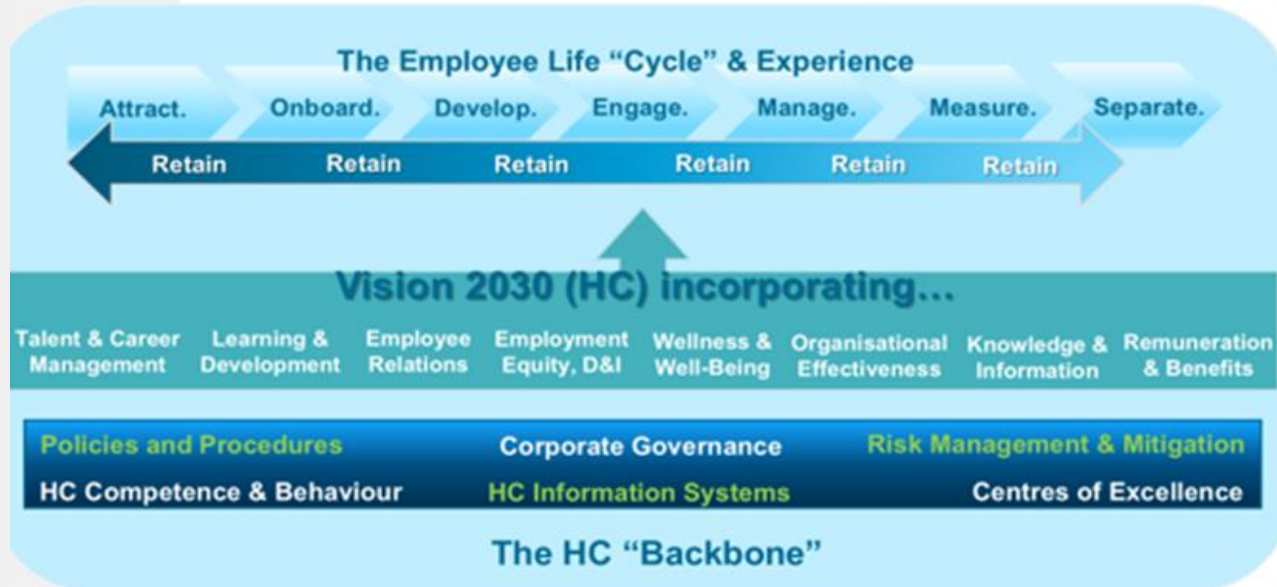 The Employee Life “Cycle” & Experience
Attract. Onboard. Develop. Engage. Manage. Measure. Separate.
Retain Retain Retain Retain Retain Retain
Vision 2030 (HC) incorporating...
Talent & Career
Management
Learning &
Development
Employee
Relations
Employment
Equity, D&I
Wellness &
Well-Being
Organisational
Effectiveness
Knowledge &
Information
Remuneration
& Benefits
Policies and Procedures Corporate Governance Risk Management & Mitigation
HC Competence & Behaviour HC Information Systems Centres of Excellence
The HC “Backbone”